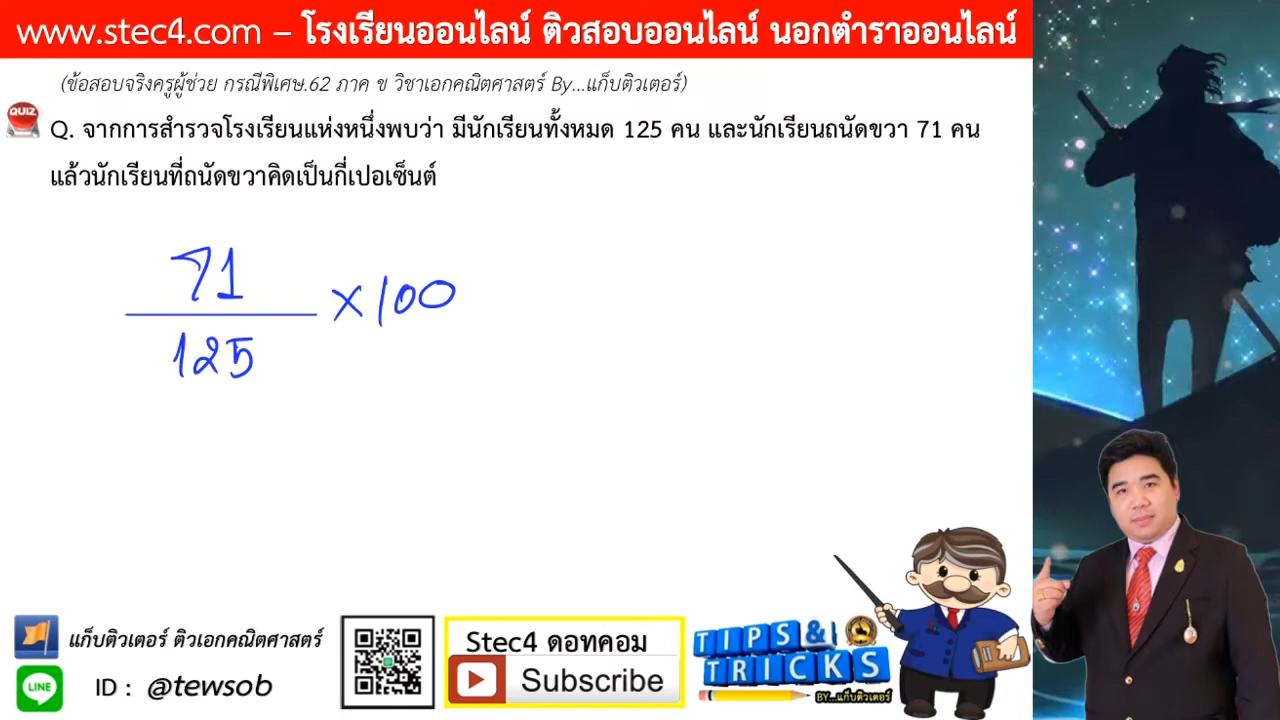 www.stec4.com – โรงเรียนออนไลน์ ติวสอบออนไลน์ นอกตำราออนไลน์
(ข้อสอบจริงครูผู้ช่วย กรณีพิเศษ.62 ภาค ข วิชาเอกคณิตศาสตร์ By...แก็บติวเตอร์)
QUIZ
Q. จากการสำรวจโรงเรียนแห่งหนึ่งพบว่า มีนักเรียนทั้งหมด 125 คน และนักเรียนถนัดขวา 71 คน
แล้วนักเรียนที่ถนัดขวาคิดเป็นกี่เปอเซ็นต์
71
× 100
125
แก็บติวเตอร์ ติวเอกคณิตศาสตร์
LINE
ID : @tewsob
Stec4 ดอทคอม
Subscribe
TIPS &
TRICKS
BY...แก็บติวเตอร์